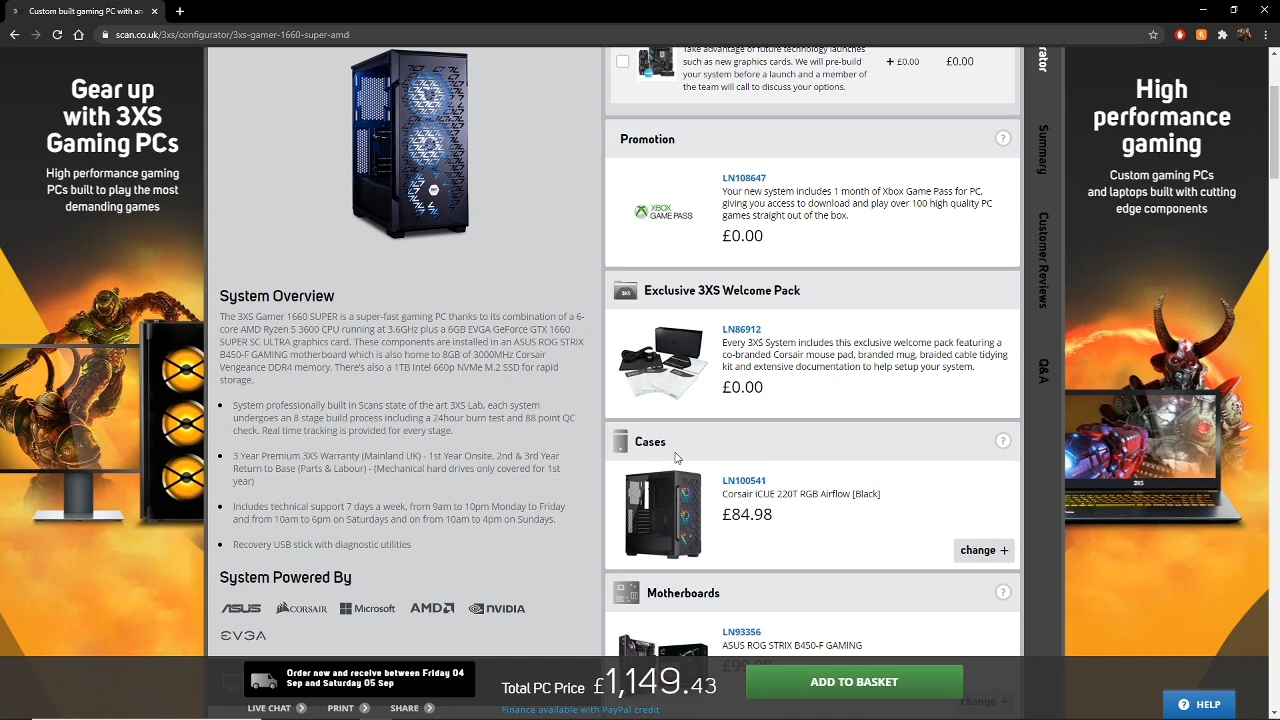 Custom built gaming PC with
scan.co.uk/3xs/configurator/3xs-gamer-1660-super-amd
Gear up
with 3XS
Gaming PCs
High performance gaming
PCs built to play the most
demanding games
Take advantage of future technology launches
such as new graphics cards. We will pre-build
your system before a launch and a member of
the team will call to discuss your options.
+ £0.00
£0.00
Promotion
?
LN108647
Your new system includes 1 month of Xbox Game Pass for PC,
giving you access to download and play over 100 high quality PC
games straight out of the box.
£0.00
XBOX
GAME PASS
Exclusive 3XS Welcome Pack
LN86912
Every 3XS System includes this exclusive welcome pack featuring a
co-branded Corsair mouse pad, branded mug, braided cable tidying
kit and extensive documentation to help setup your system.
£0.00
Cases
?
LN100541
Corsair iCUE 220T RGB Airflow [Black]
£84.98
change +
Motherboards
?
LN93356
ASUS ROG STRIX B450-F GAMING
£99.98
change +
System Overview
The 3XS Gamer 1660 SUPER is a super-fast gaming PC thanks to its combination of a 6-
core AMD Ryzen 5 3600 CPU running at 3.6GHz plus a 6GB EVGA GeForce GTX 1660
SUPER SC ULTRA graphics card. These components are installed in an ASUS ROG STRIX
B450-F GAMING motherboard which is also home to 8GB of 3000MHz Corsair
Vengeance DDR4 memory. There's also a 1TB Intel 660p NVMe M.2 SSD for rapid
storage.
System professionally built in Scans state of the art 3XS Lab, each system
undergoes an 8 stage build process including a 24hour burn test and 88 point QC
check. Real time tracking is provided for every stage.
3 Year Premium 3XS Warranty (Mainland UK) - 1st Year Onsite, 2nd & 3rd Year
Return to Base (Parts & Labour) - (Mechanical hard drives only covered for 1st
year)
Includes technical support 7 days a week, from 9am to 10pm Monday to Friday
and from 10am to 6pm on Saturdays and on from 10am to 4pm on Sundays.
Recovery USB stick with diagnostic utilities
System Powered By
ASUS CORSAIR Microsoft AMD NVIDIA
EVGA
rator
Summary
Customer Reviews
Q&A
High
performance
gaming
Custom gaming PCs
and laptops built with cutting
edge components
3XS
Order now and receive between Friday 04
Sep and Saturday 05 Sep
LIVE CHAT
PRINT
SHARE
Total PC Price £1,149.43
Finance available with PayPal credit
ADD TO BASKET
? HELP